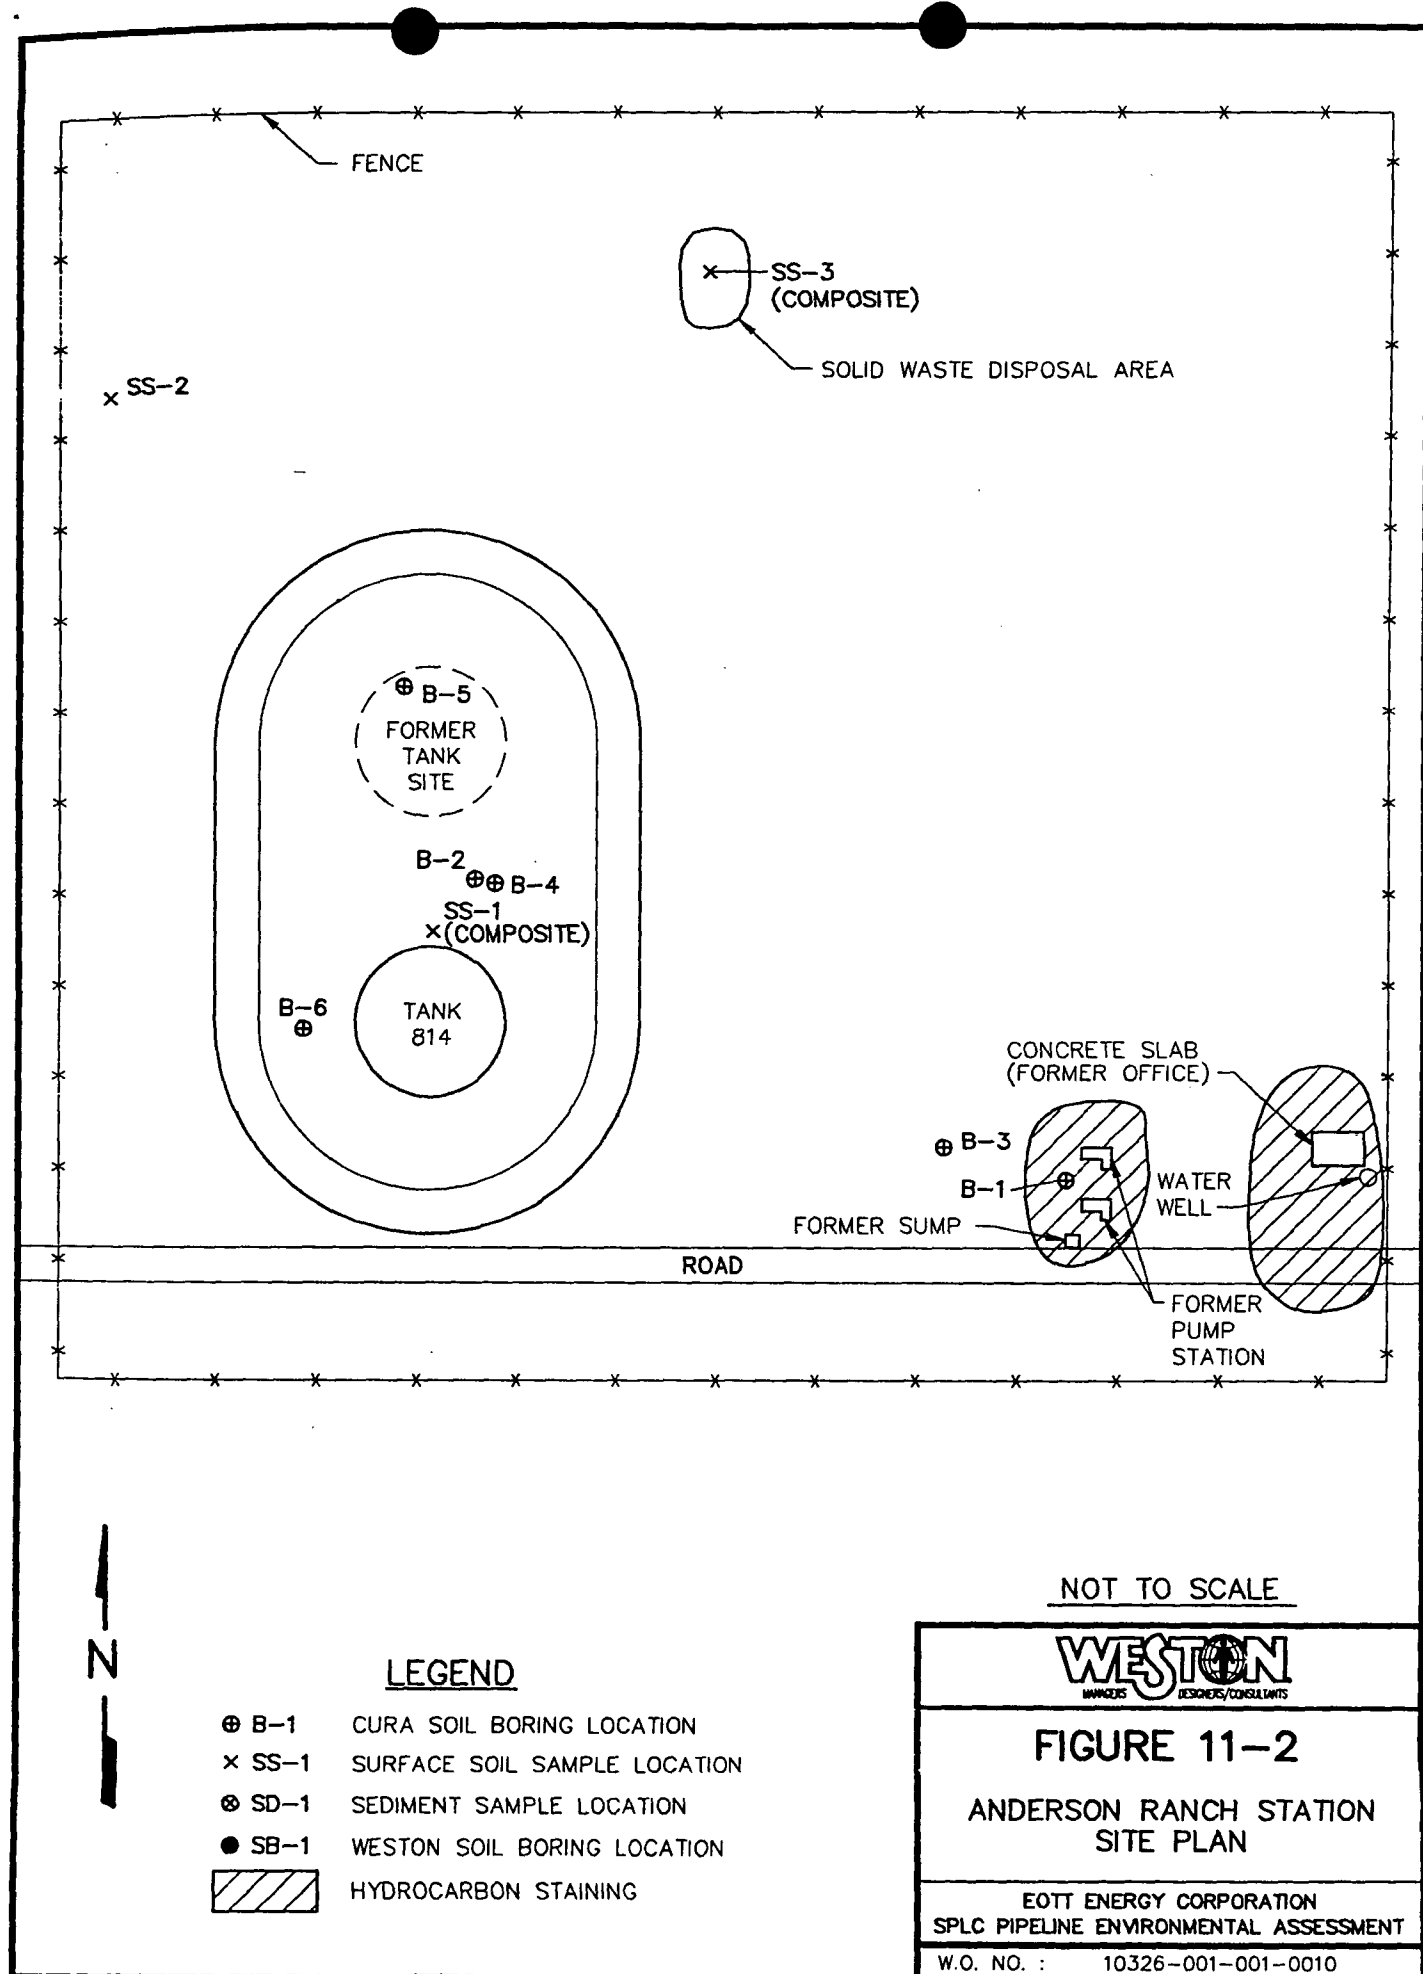 FENCE
SS-3
(COMPOSITE)
SOLID WASTE DISPOSAL AREA
SS-2
B-5
FORMER
TANK
SITE
B-2
B-4
SS-1
(COMPOSITE)
B-6
TANK
814
CONCRETE SLAB
(FORMER OFFICE)
B-3
B-1
WATER
WELL
FORMER SUMP
ROAD
FORMER
PUMP
STATION
N
NOT TO SCALE
LEGEND
B-1 CURA SOIL BORING LOCATION
SS-1 SURFACE SOIL SAMPLE LOCATION
SD-1 SEDIMENT SAMPLE LOCATION
SB-1 WESTON SOIL BORING LOCATION
HYDROCARBON STAINING
WESTON
MANAGERS DESIGNERS/CONSULTANTS
FIGURE 11-2
ANDERSON RANCH STATION
SITE PLAN
EOTT ENERGY CORPORATION
SPLC PIPELINE ENVIRONMENTAL ASSESSMENT
W.O. NO. : 10326-001-001-0010